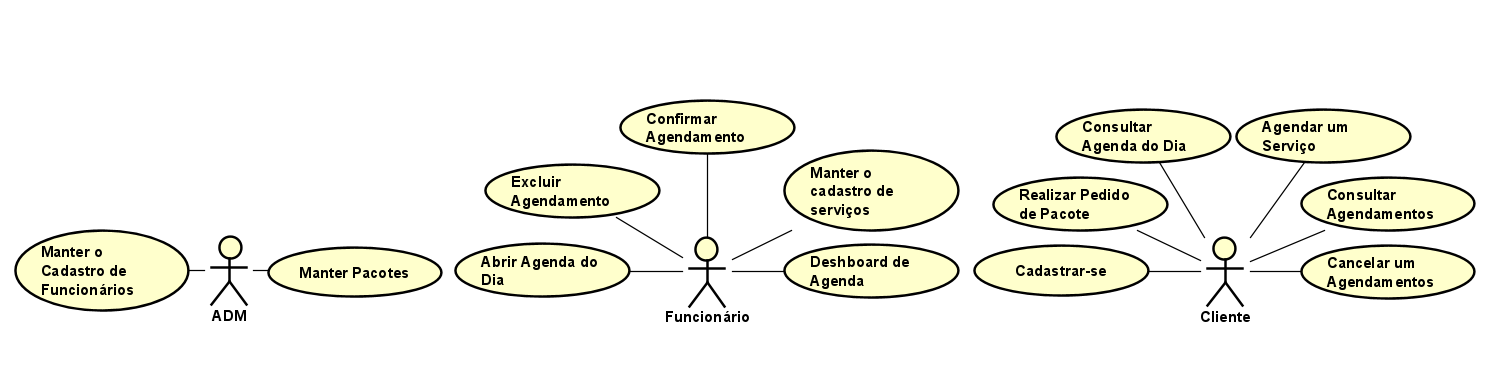 Manter o
Cadastro de
Funcionários
ADM
Manter Pacotes
Confirmar
Agendamento
Excluir
Agendamento
Manter o
cadastro de
serviços
Abrir Agenda do
Dia
Deshboard de
Agenda
Funcionário
Consultar
Agenda do Dia
Agendar um
Serviço
Realizar Pedido
de Pacote
Consultar
Agendamentos
Cadastrar-se
Cancelar um
Agendamentos
Cliente